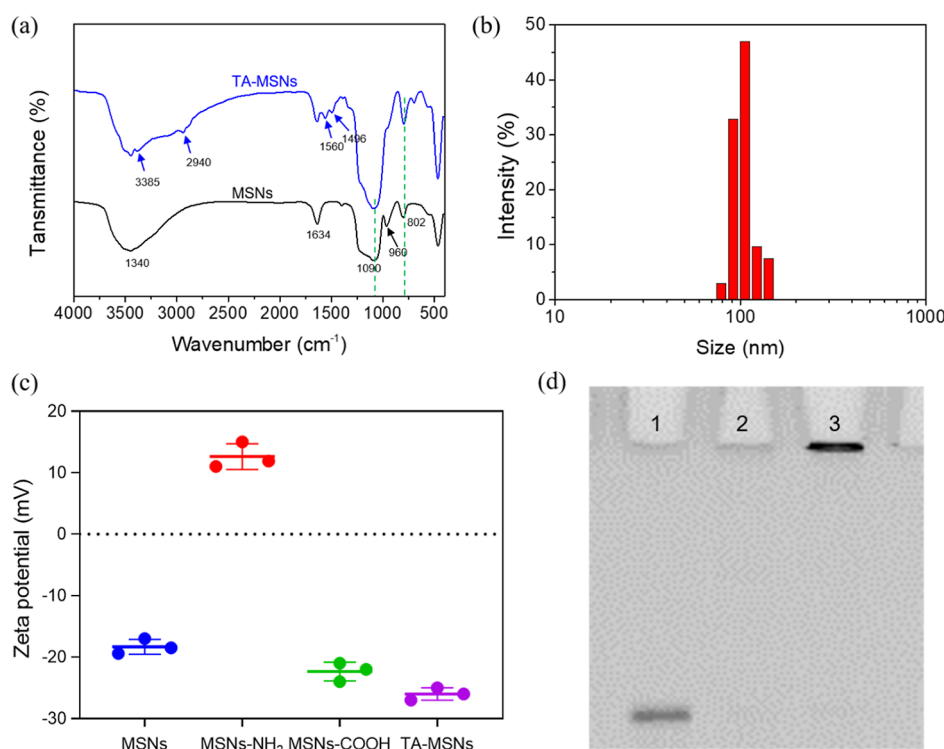 (a)
Tansmittance (%)
TA-MSNs
1560
1496
2940
3385
MSNs
1634
802
960
1340
1090
4000 3500 3000 2500 2000 1500 1000 500
Wavenumber (cm-1)
(b)
Intensity (%)
50
40
30
20
10
0
10 100 1000
Size (nm)
(c)
Zeta potential (mV)
20
10
0
-10
-20
-30
MSNs MSNs-NH2 MSNs-COOH TA-MSNs
(d)
1 2 3